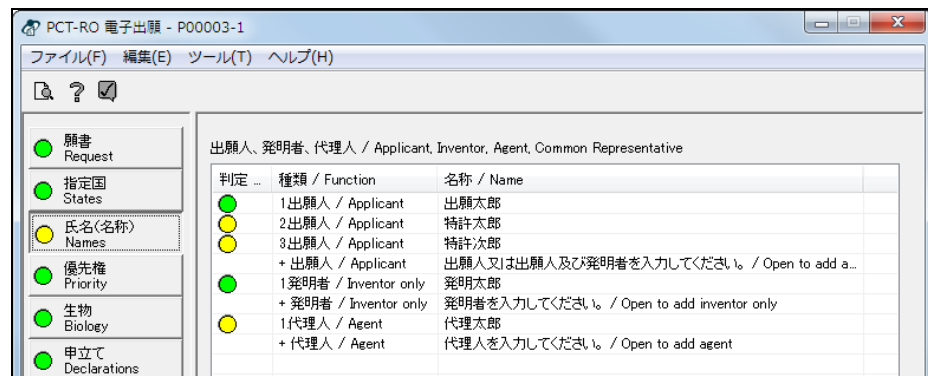 PCT-RO 電子出願 - P00003-1
ファイル(F) 編集(E) ツール(T) ヘルプ(H)
願書
Request
指定国
States
氏名(名称)
Names
優先権
Priority
生物
Biology
申立て
Declarations
出願人、発明者、代理人 / Applicant, Inventor, Agent, Common Representative
判定 ... 種類 / Function 名称 / Name
1出願人 / Applicant 出願太郎
2出願人 / Applicant 特許太郎
3出願人 / Applicant 特許次郎
+ 出願人 / Applicant 出願人又は出願人及び発明者を入力してください。 / Open to add a...
1発明者 / Inventor only 発明太郎
+ 発明者 / Inventor only 発明者を入力してください。 / Open to add inventor only
1代理人 / Agent 代理太郎
+ 代理人 / Agent 代理人を入力してください。 / Open to add agent